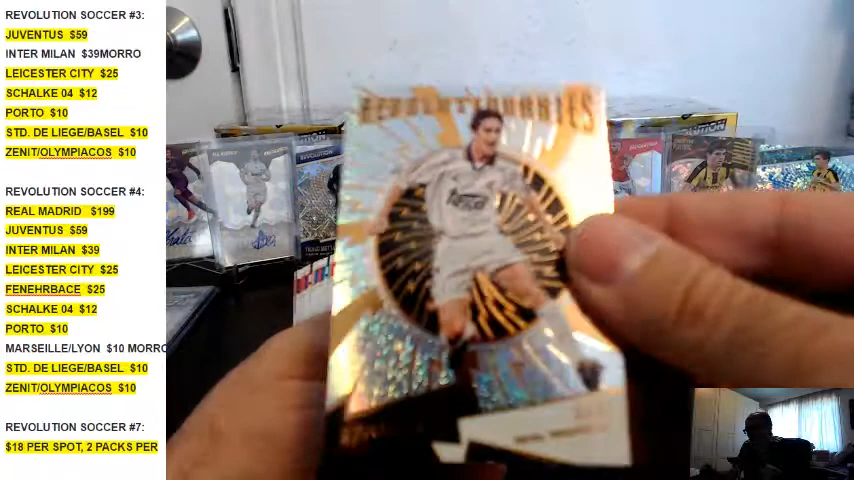 REVOLUTION SOCCER #3:
JUVENTUS $59
INTER MILAN $39MORRO
LEICESTER CITY $25
SCHALKE 04 $12
PORTO $10
STD. DE LIEGE/BASEL $10
ZENIT/OLYMPIACOS $10
REVOLUTION SOCCER #4:
REAL MADRID $199
JUVENTUS $59
INTER MILAN $39
LEICESTER CITY $25
FENEHRBACE $25
SCHALKE 04 $12
PORTO $10
MARSEILLE/LYON $10 MORRO
STD. DE LIEGE/BASEL $10
ZENIT/OLYMPIACOS $10
REVOLUTION SOCCER #7:
$18 PER SPOT, 2 PACKS PER
REVOLUTIONARIES